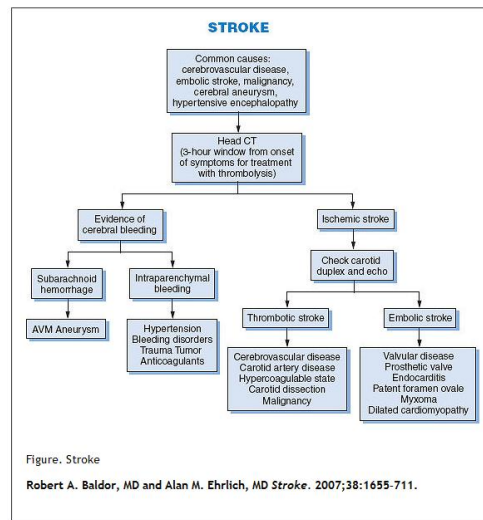 STROKE
Common causes:
cerebrovascular disease,
embolic stroke, malignancy,
cerebral aneurysm,
hypertensive encephalopathy
Head CT
(3-hour window from onset
of symptoms for treatment
with thrombolysis)
Evidence of
cerebral bleeding
Ischemic stroke
Subarachnoid
hemorrhage
Intraparenchymal
bleeding
Check carotid
duplex and echo
AVM Aneurysm
Hypertension
Bleeding disorders
Trauma Tumor
Anticoagulants
Thrombotic stroke
Embolic stroke
Cerebrovascular disease
Carotid artery disease
Hypercoagulable state
Carotid dissection
Malignancy
Valvular disease
Prosthetic valve
Endocarditis
Patent foramen ovale
Myxoma
Dilated cardiomyopathy
Figure. Stroke
Robert A. Baldor, MD and Alan M. Ehrlich, MD Stroke. 2007;38:1655-711.